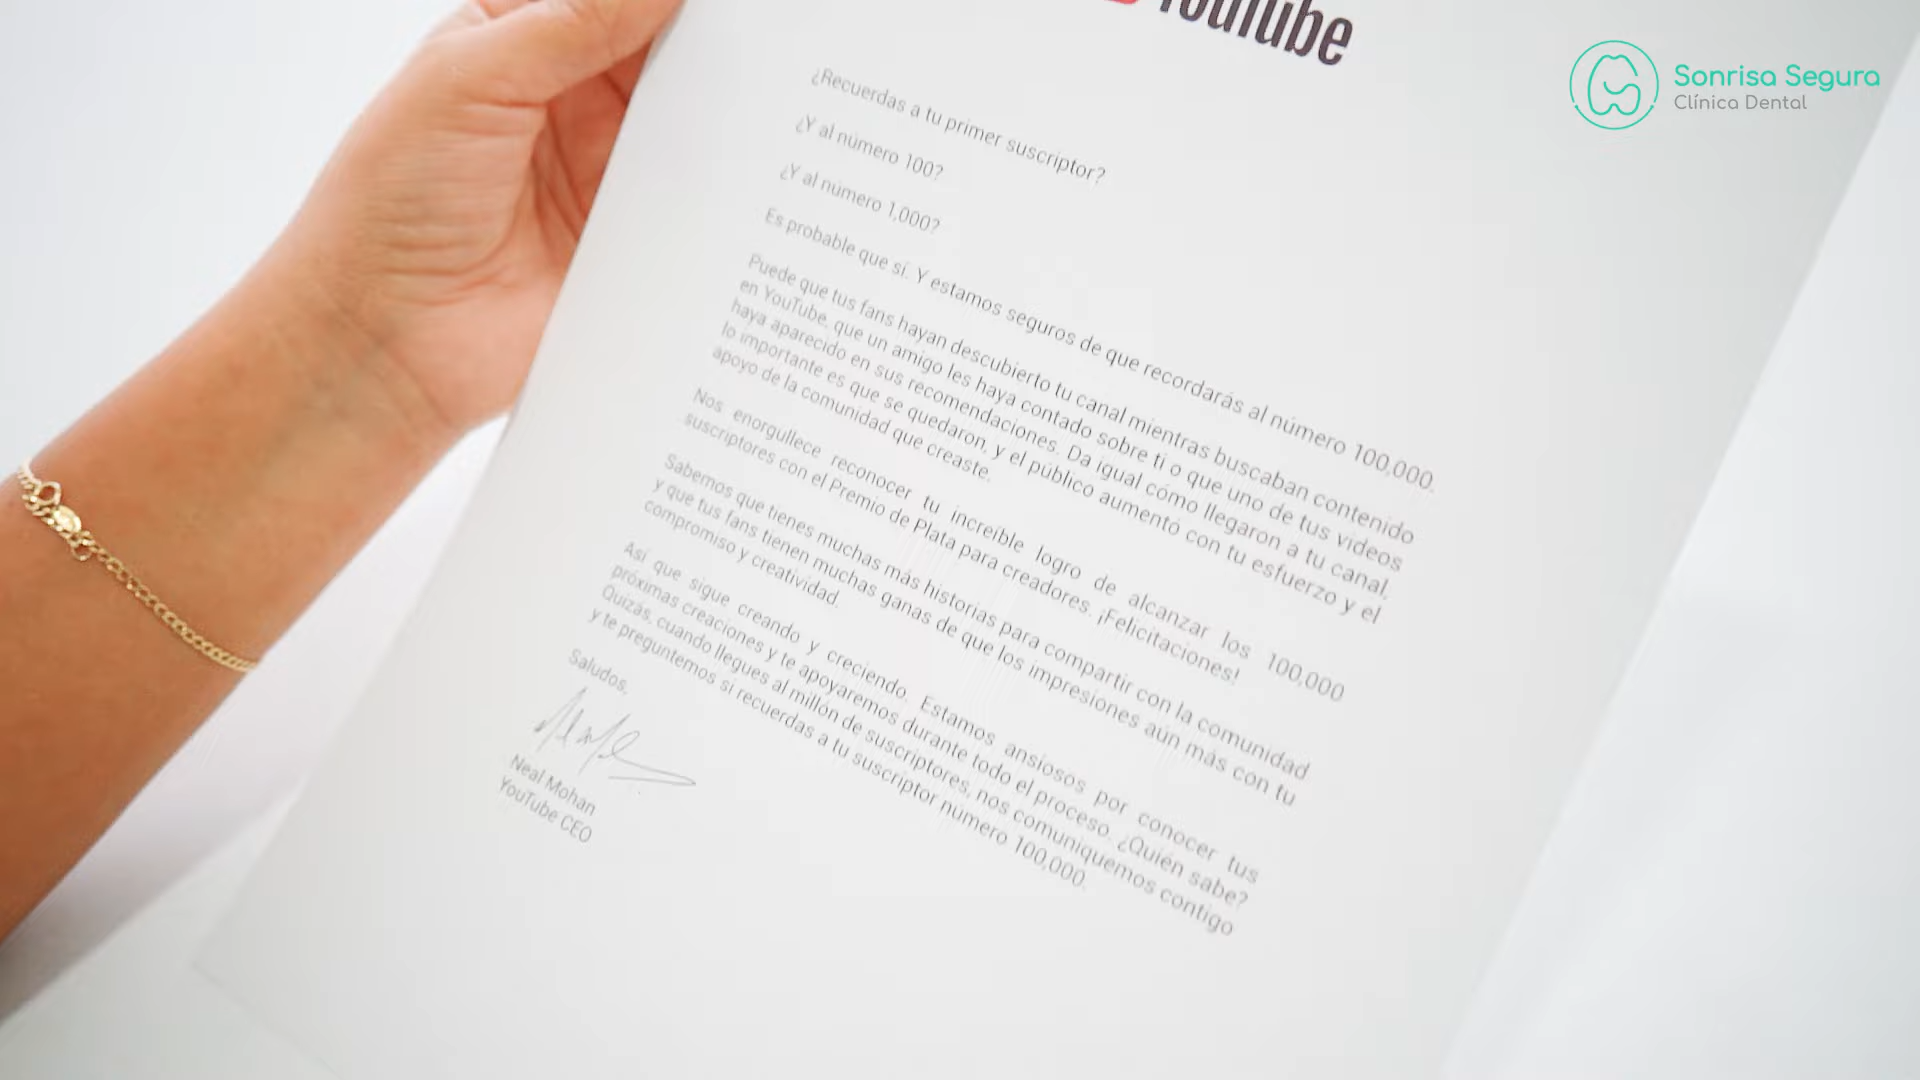 YouTube
Sonrisa Segura
Clínica Dental
¿Recuerdas a tu primer suscriptor?
¿Y al número 100?
¿Y al número 1,000?
Es probable que sí. Y estamos seguros de que recordarás al número 100,000.
Puede que tus fans hayan descubierto tu canal mientras buscaban contenido
en YouTube, que un amigo les haya contado sobre ti o que uno de tus videos
haya aparecido en sus recomendaciones. Da igual cómo llegaron a tu canal,
lo importante es que se quedaron, y el público aumentó con tu esfuerzo y el
apoyo de la comunidad que creaste.
Nos enorgullece reconocer tu increíble logro de alcanzar los 100,000
suscriptores con el Premio de Plata para creadores. ¡Felicitaciones!
Sabemos que tienes muchas más historias para compartir con la comunidad
y que tus fans tienen muchas ganas de que los impresiones aún más con tu
compromiso y creatividad.
Así que sigue creando y creciendo. Estamos ansiosos por conocer tus
próximas creaciones y te apoyaremos durante todo el proceso. ¿Quién sabe?
Quizás, cuando llegues al millón de suscriptores, nos comuniquemos contigo
y te preguntemos si recuerdas a tu suscriptor número 100,000.
Saludos,
Neal Mohan
YouTube CEO